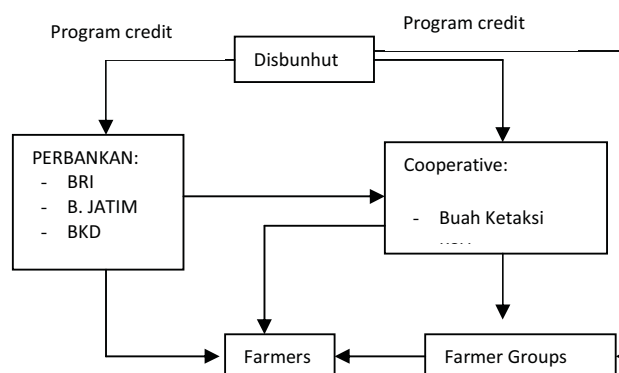 Program credit
Program credit
Disbunhut
PERBANKAN:
- BRI
- B. JATIM
- BKD
Cooperative:
- Buah Ketaksi
Farmers
Farmer Groups